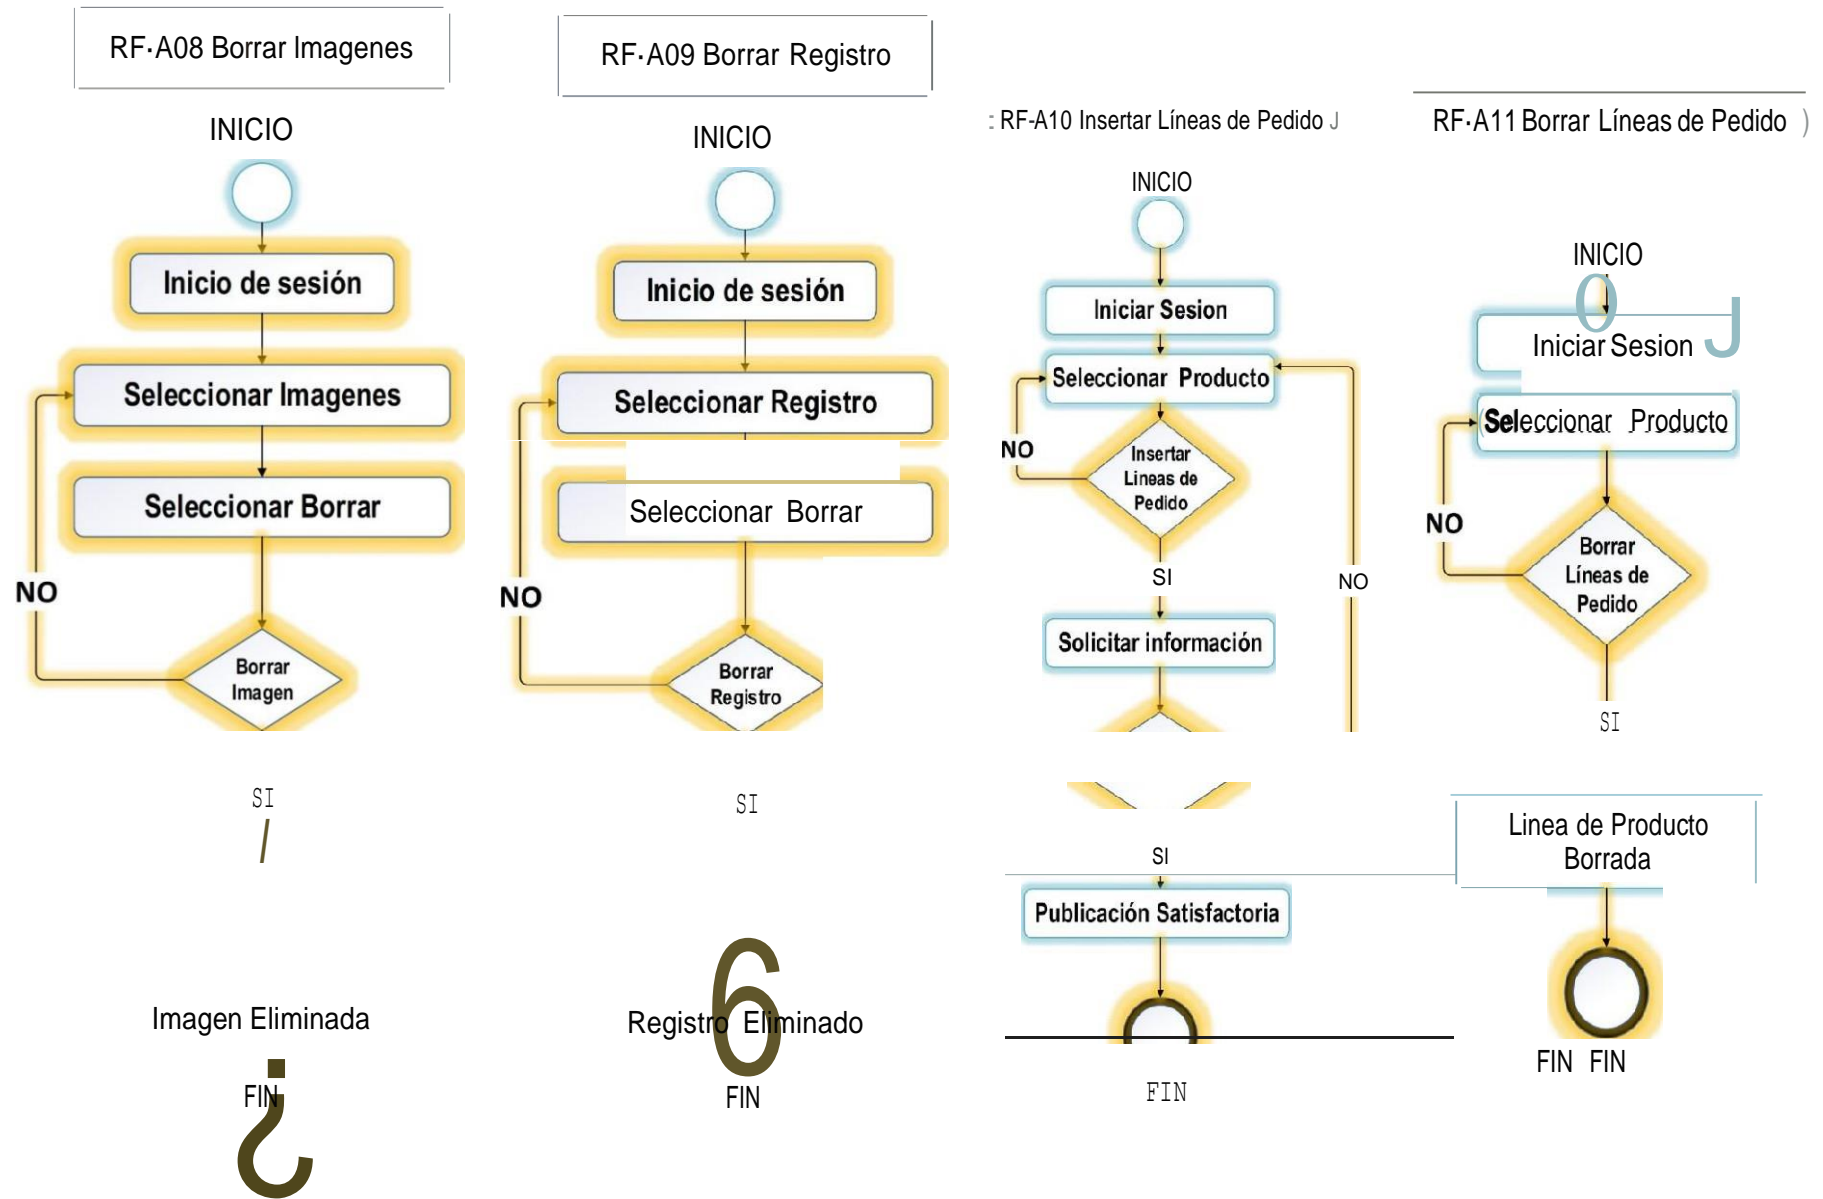 RF·A08 Borrar Imagenes
INICIO
Inicio de sesión
Seleccionar Imagenes
Seleccionar Borrar
NO
Borrar
Imagen
SI
/
Imagen Eliminada
FIN
¿
RF·A09 Borrar Registro
INICIO
Inicio de sesión
Seleccionar Registro
Seleccionar Borrar
NO
Borrar
Registro
SI
6
Registro Eliminado
FIN
: RF-A10 Insertar Líneas de Pedido J
INICIO
Iniciar Sesion
Seleccionar Producto
NO
Insertar
Lineas de
Pedido
SI
NO
Solicitar información
SI
Publicación Satisfactoria
FIN
RF·A11 Borrar Líneas de Pedido )
INICIO
0
Iniciar Sesion J
(Seleccionar Producto
NO
Borrar
Líneas de
Pedido
SI
Linea de Producto
Borrada
FIN FIN